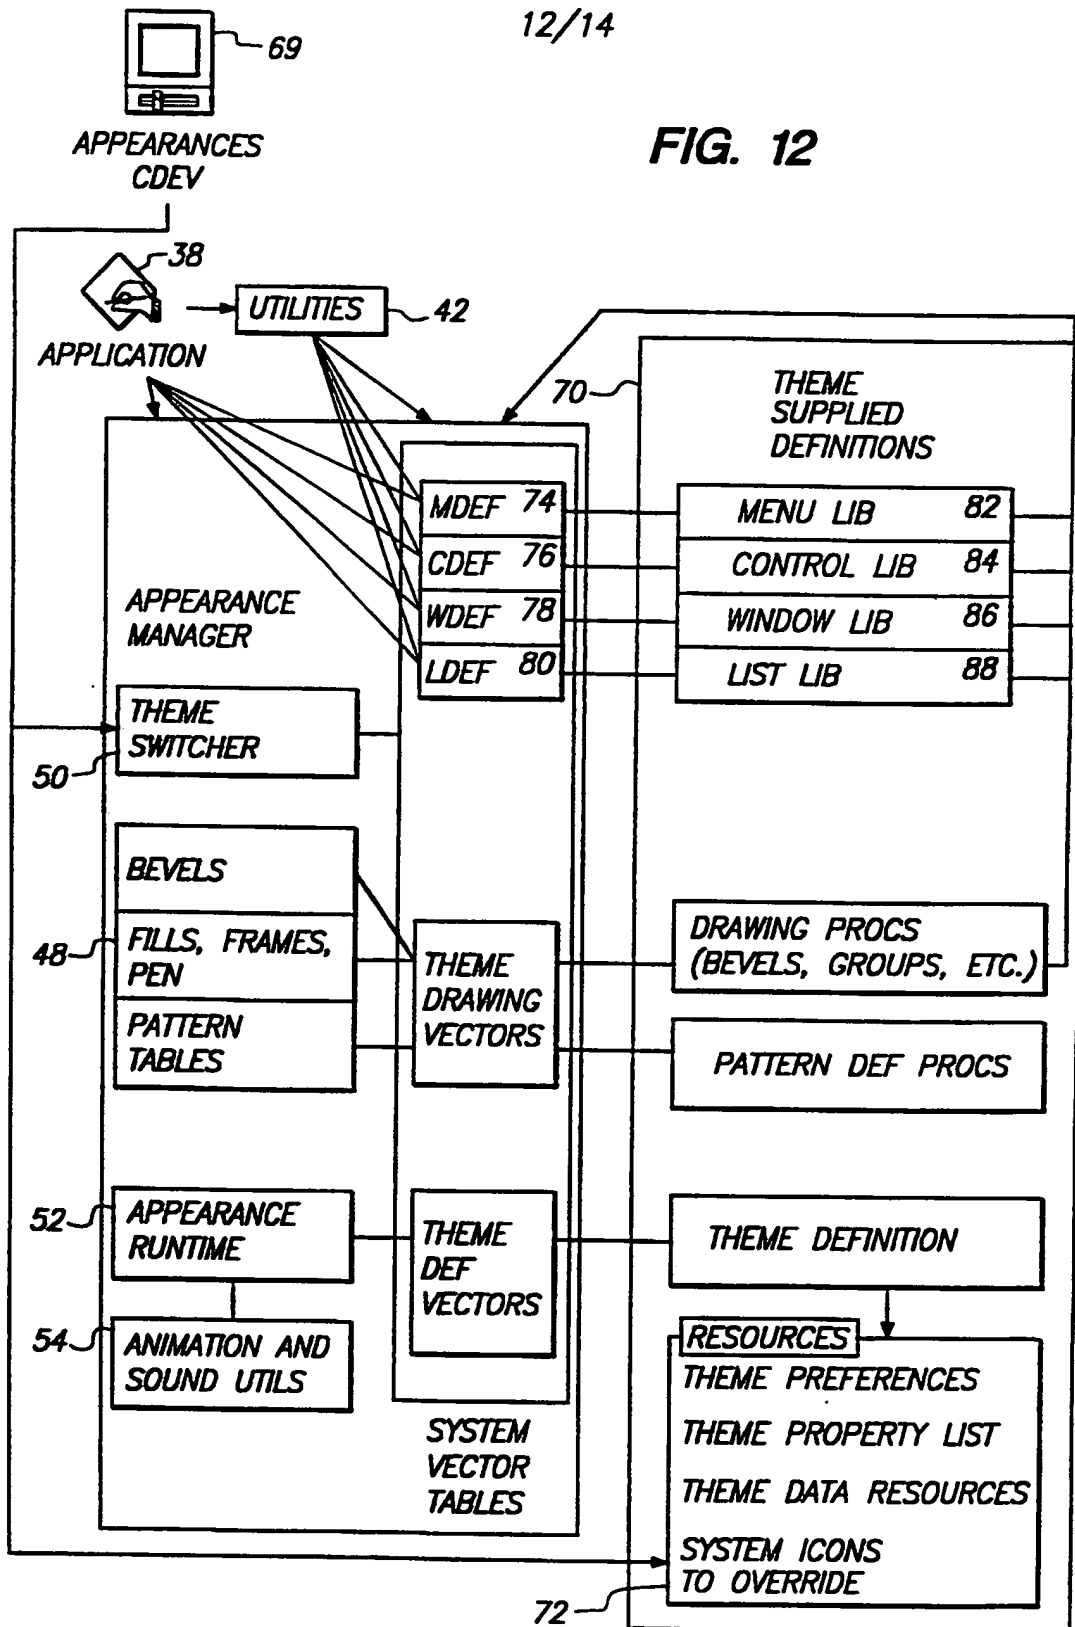 12/14
69
APPEARANCES
CDEV
FIG. 12
38
UTILITIES
42
APPLICATION
70
THEME
SUPPLIED
DEFINITIONS
MDEF 74
MENU LIB 82
CDEF 76
CONTROL LIB 84
WDEF 78
WINDOW LIB 86
LDEF 80
LIST LIB 88
APPEARANCE
MANAGER
THEME
SWITCHER
50
BEVELS
48
FILLS, FRAMES,
PEN
PATTERN
TABLES
THEME
DRAWING
VECTORS
DRAWING PROCS
(BEVELS, GROUPS, ETC.)
PATTERN DEF PROCS
52
APPEARANCE
RUNTIME
THEME
DEF
VECTORS
THEME DEFINITION
54
ANIMATION AND
SOUND UTILS
RESOURCES
THEME PREFERENCES
THEME PROPERTY LIST
THEME DATA RESOURCES
SYSTEM ICONS
TO OVERRIDE
SYSTEM
VECTOR
TABLES
72